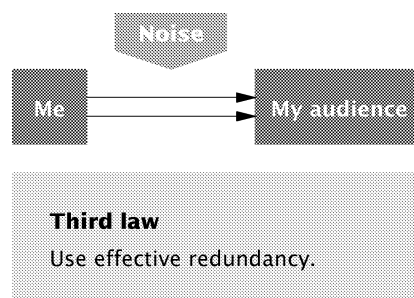 Noise
Me
My audience
Third law
Use effective redundancy.